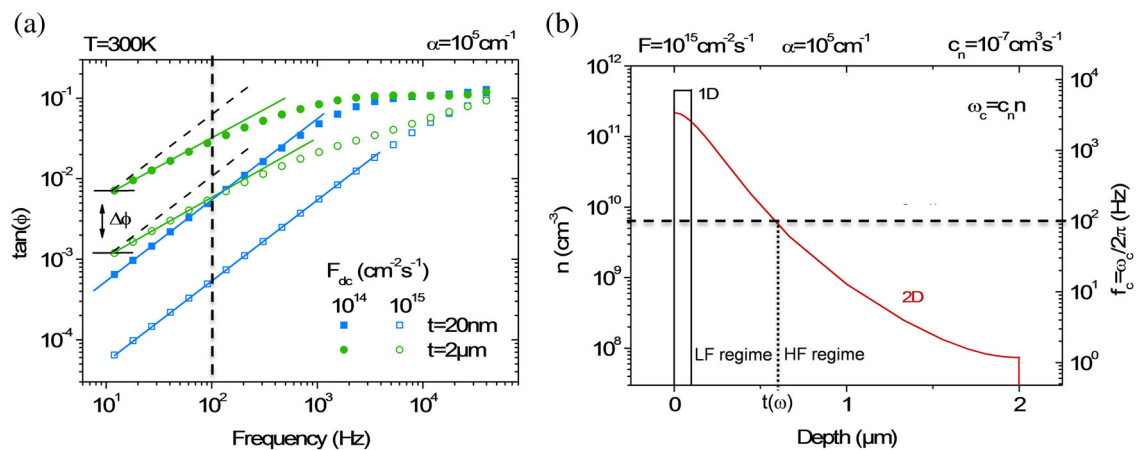 (a)
T=300K
α=10⁵cm⁻¹
tan(ϕ)
10⁻¹
10⁻²
10⁻³
10⁻⁴
Δϕ
F_dc (cm⁻²s⁻¹)
10¹⁴ 10¹⁵
t=20nm
t=2μm
10¹ 10² 10³ 10⁴
Frequency (Hz)
(b)
F=10¹⁵cm⁻²s⁻¹ α=10⁵cm⁻¹ c_n=10⁻⁷cm³s⁻¹
n (cm⁻³)
10¹²
10¹¹
10¹⁰
10⁹
10⁸
1D
ω_c=c_n n
2D
LF regime
HF regime
10⁴
10³
10²
10¹
10⁰
f_c=ω_c/2π (Hz)
0 t(ω) 1 2
Depth (μm)